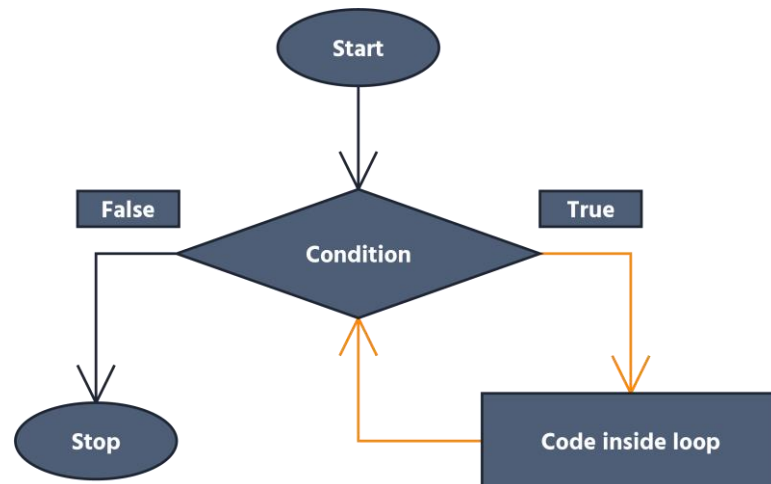 Start
False
True
Condition
Stop
Code inside loop